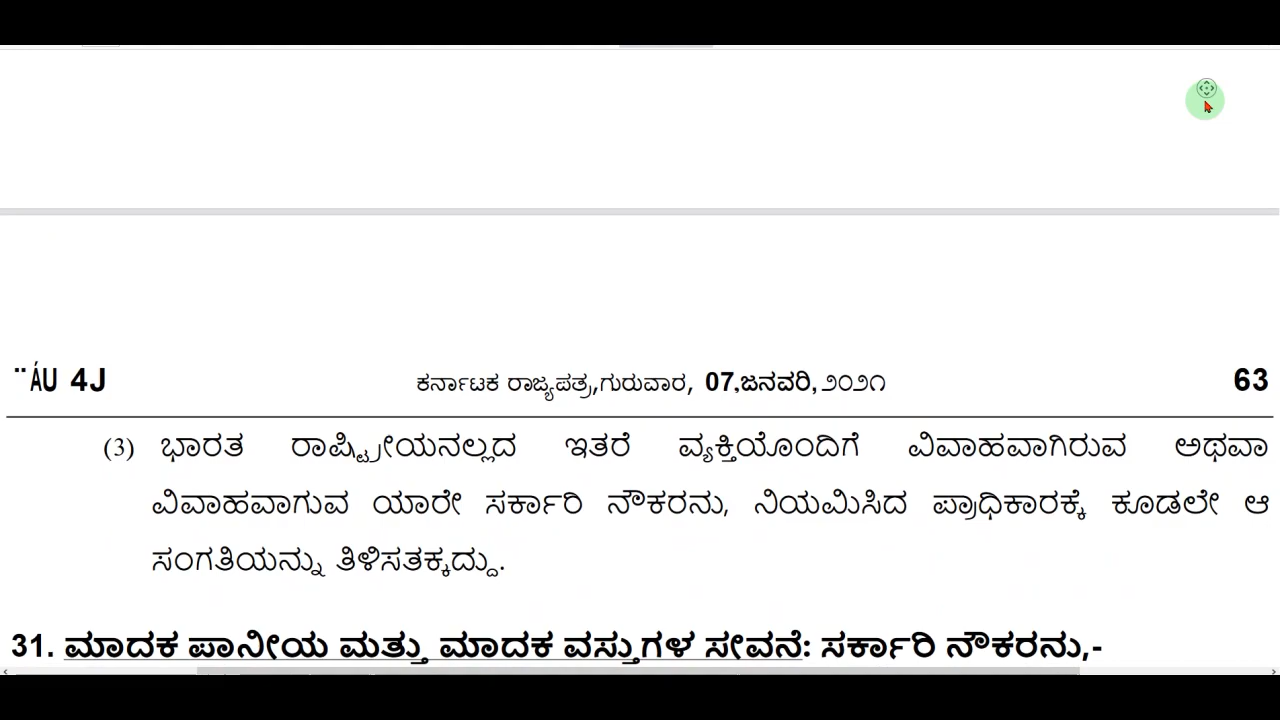 ¨ÁU 4J ಕರ್ನಾಟಕ ರಾಜ್ಯಪತ್ರ,ಗುರುವಾರ, 07,ಜನವರಿ,೨೦೨೧ 63
(3) ಭಾರತ ರಾಷ್ಟ್ರೀಯನಲ್ಲದ ಇತರೆ ವ್ಯಕ್ತಿಯೊಂದಿಗೆ ವಿವಾಹವಾಗಿರುವ ಅಥವಾ
ವಿವಾಹವಾಗುವ ಯಾರೇ ಸರ್ಕಾರಿ ನೌಕರನು, ನಿಯಮಿಸಿದ ಪ್ರಾಧಿಕಾರಕ್ಕೆ ಕೂಡಲೇ ಆ
ಸಂಗತಿಯನ್ನು ತಿಳಿಸತಕ್ಕದ್ದು.
31. ಮಾದಕ ಪಾನೀಯ ಮತ್ತು ಮಾದಕ ವಸ್ತುಗಳ ಸೇವನೆ: ಸರ್ಕಾರಿ ನೌಕರನು,-